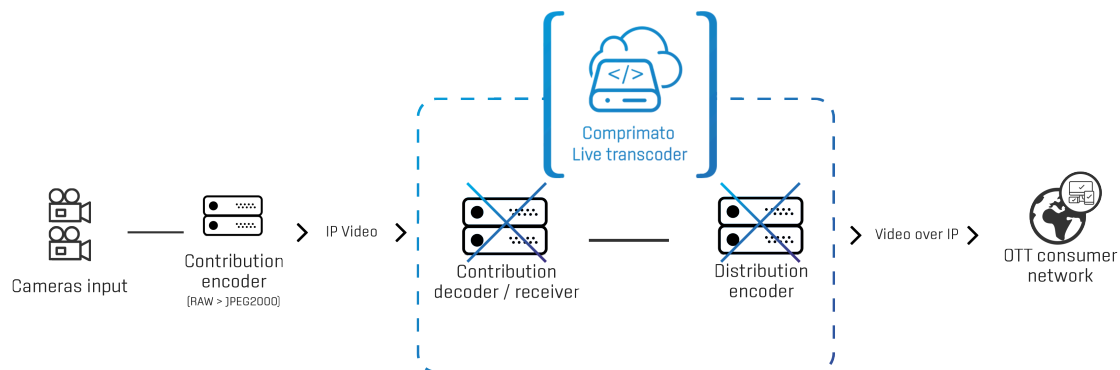 </>
Comprimato
Live transcoder
Cameras input
Contribution
encoder
[RAW > JPEG2000]
IP Video
Contribution
decoder / receiver
Distribution
encoder
Video over IP
OTT consumer
network